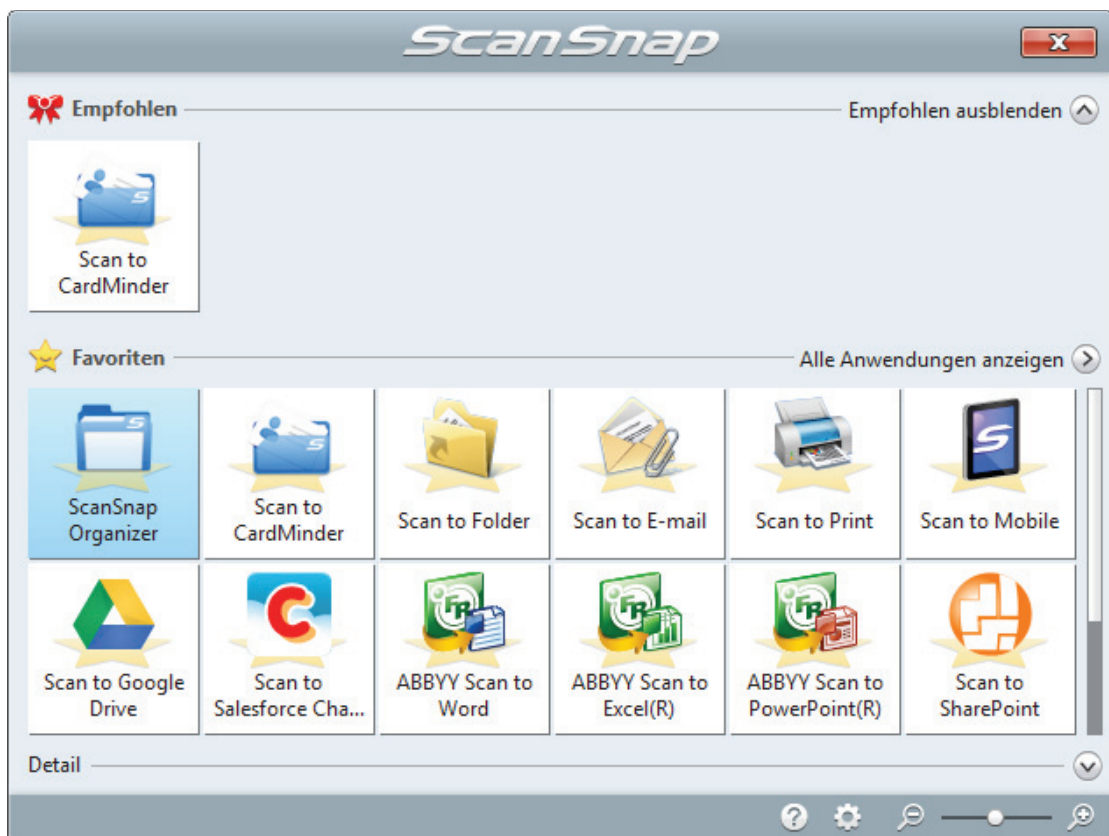 ScanSnap
Empfohlen
Empfohlen ausblenden
Scan to
CardMinder
Favoriten
Alle Anwendungen anzeigen
ScanSnap
Organizer
Scan to
CardMinder
Scan to Folder
Scan to E-mail
Scan to Print
Scan to Mobile
Scan to Google
Drive
Scan to
Salesforce Cha...
ABBYY Scan to
Word
ABBYY Scan to
Excel(R)
ABBYY Scan to
PowerPoint(R)
Scan to
SharePoint
Detail